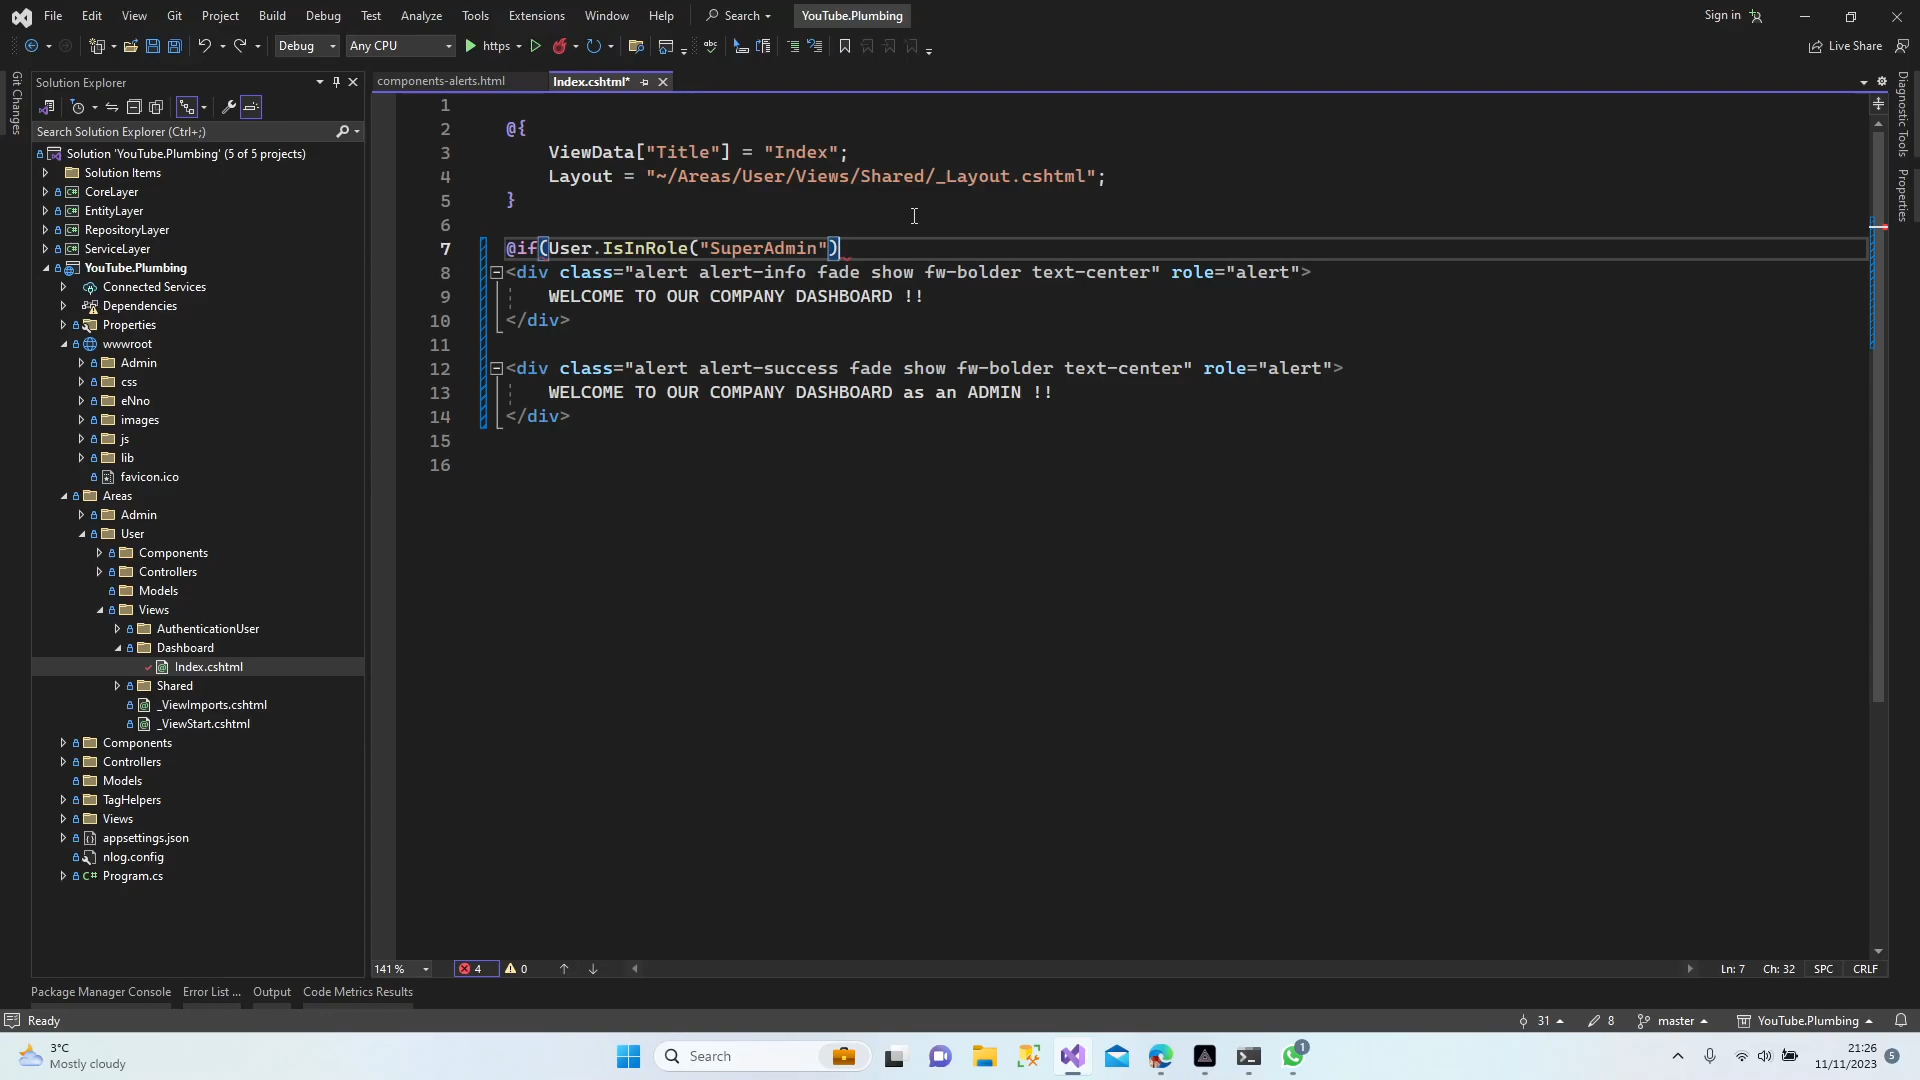 File Edit View Git Project Build Debug Test Analyze Tools Extensions Window Help Search YouTube.Plumbing Sign in
Debug Any CPU https Live Share
Git Changes
Solution Explorer
Search Solution Explorer (Ctrl+;)
Solution 'YouTube.Plumbing' (5 of 5 projects)
Solution Items
CoreLayer
EntityLayer
RepositoryLayer
ServiceLayer
YouTube.Plumbing
Connected Services
Dependencies
Properties
wwwroot
Admin
css
eNno
images
js
lib
favicon.ico
Areas
Admin
User
Components
Controllers
Models
Views
AuthenticationUser
Dashboard
Index.cshtml
Shared
_ViewImports.cshtml
_ViewStart.cshtml
Components
Controllers
Models
TagHelpers
Views
appsettings.json
nlog.config
Program.cs
components-alerts.html Index.cshtml*
1
2 @{
3 ViewData["Title"] = "Index";
4 Layout = "~/Areas/User/Views/Shared/_Layout.cshtml";
5 }
6
7 @if(User.IsInRole("SuperAdmin")
8 <div class="alert alert-info fade show fw-bolder text-center" role="alert">
9 WELCOME TO OUR COMPANY DASHBOARD !!
10 </div>
11
12 <div class="alert alert-success fade show fw-bolder text-center" role="alert">
13 WELCOME TO OUR COMPANY DASHBOARD as an ADMIN !!
14 </div>
15
16
Diagnostic Tools
Properties
141 % 4 0 Ln: 7 Ch: 32 SPC CRLF
Package Manager Console Error List ... Output Code Metrics Results
Ready 31 8 master YouTube.Plumbing
3°C
Mostly cloudy
Search
1
21:26
11/11/2023
5